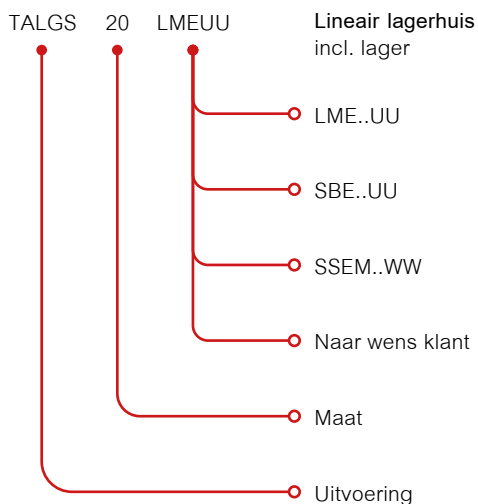 TALGS 20 LMEUU Lineair lagerhuis
incl. lager
LME..UU
SBE..UU
SSEM..WW
Naar wens klant
Maat
Uitvoering